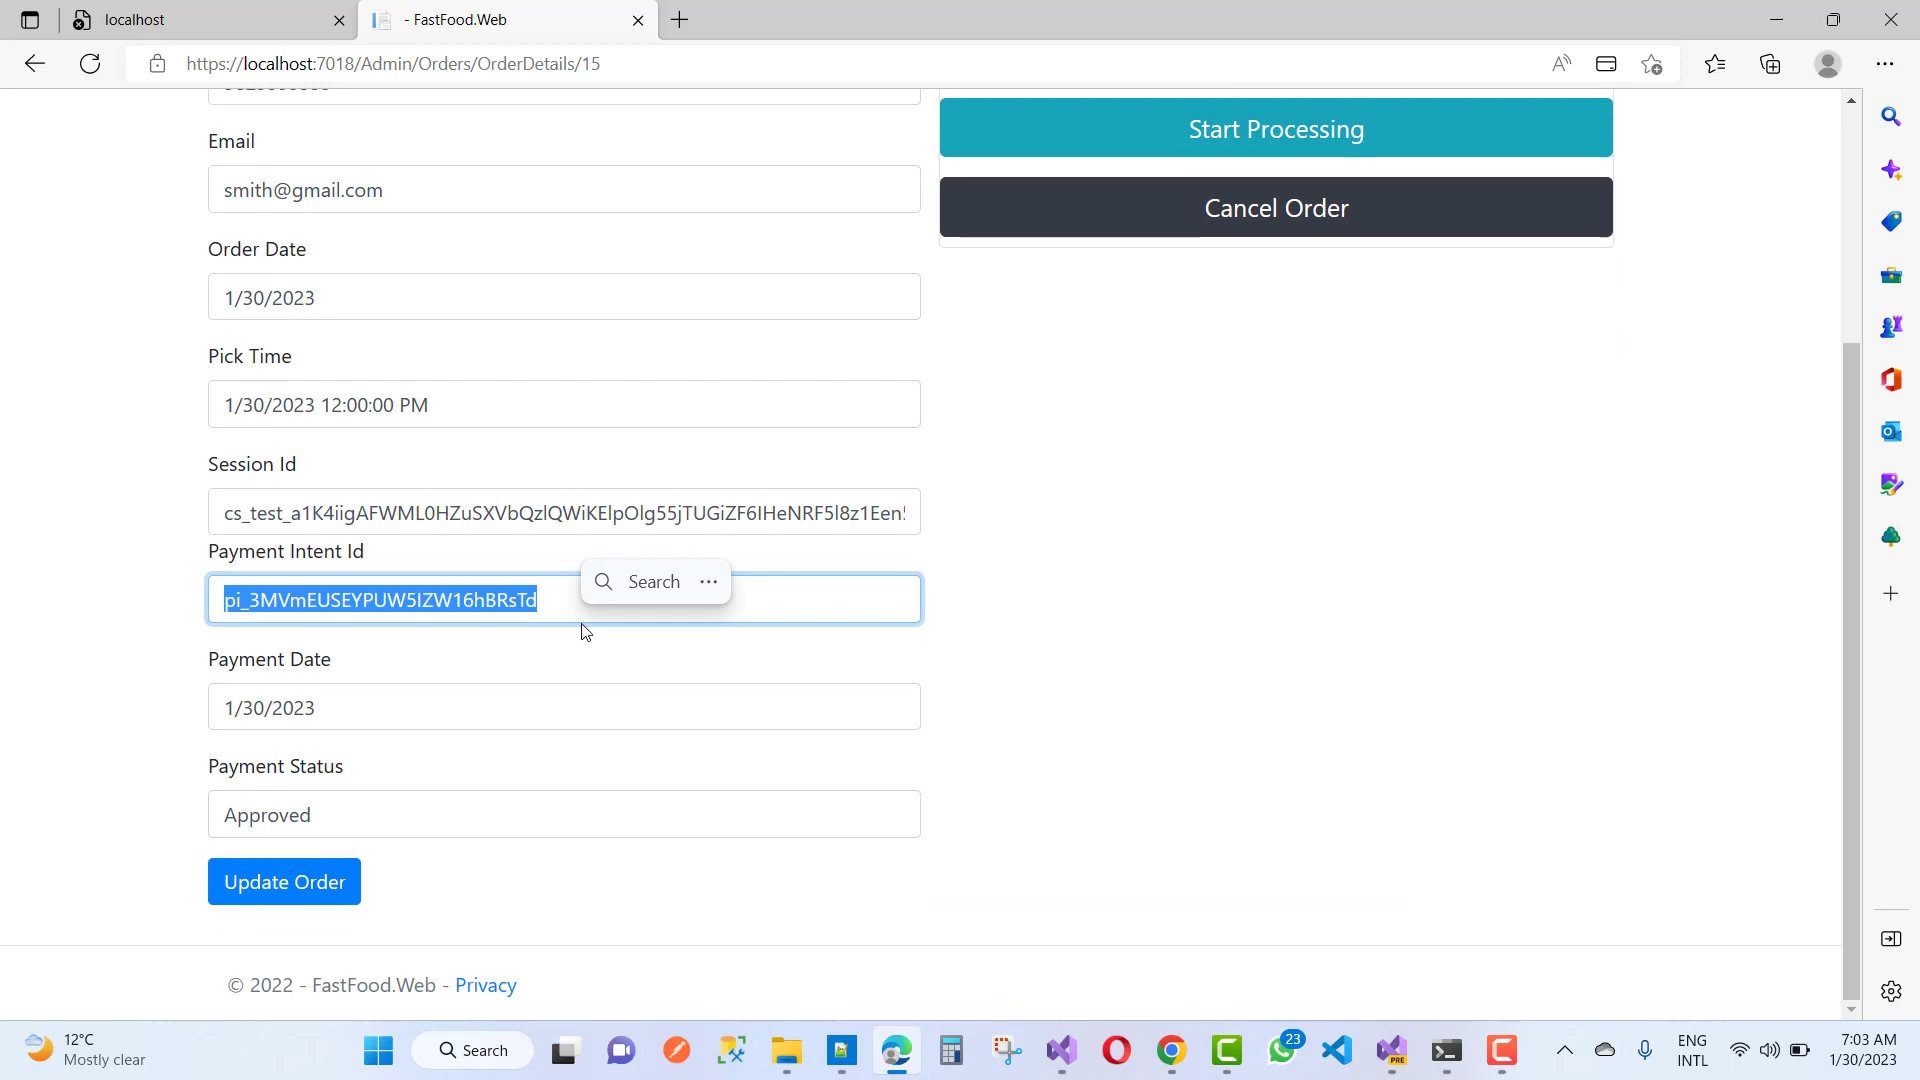 localhost
- FastFood.Web
https://localhost:7018/Admin/Orders/OrderDetails/15
Start Processing
Cancel Order
Email
smith@gmail.com
Order Date
1/30/2023
Pick Time
1/30/2023 12:00:00 PM
Session Id
cs_test_a1K4iigAFWML0HZuSXVbQzlQWiKElpOlg55jTUGiZF6IHeNRF5l8z1Een
Payment Intent Id
Search
pi_3MVmEUSEYPUW5IZW16hBRsTd
Payment Date
1/30/2023
Payment Status
Approved
Update Order
© 2022 - FastFood.Web - Privacy
12°C
Mostly clear
Search
PRE
23
ENG
INTL
7:03 AM
1/30/2023